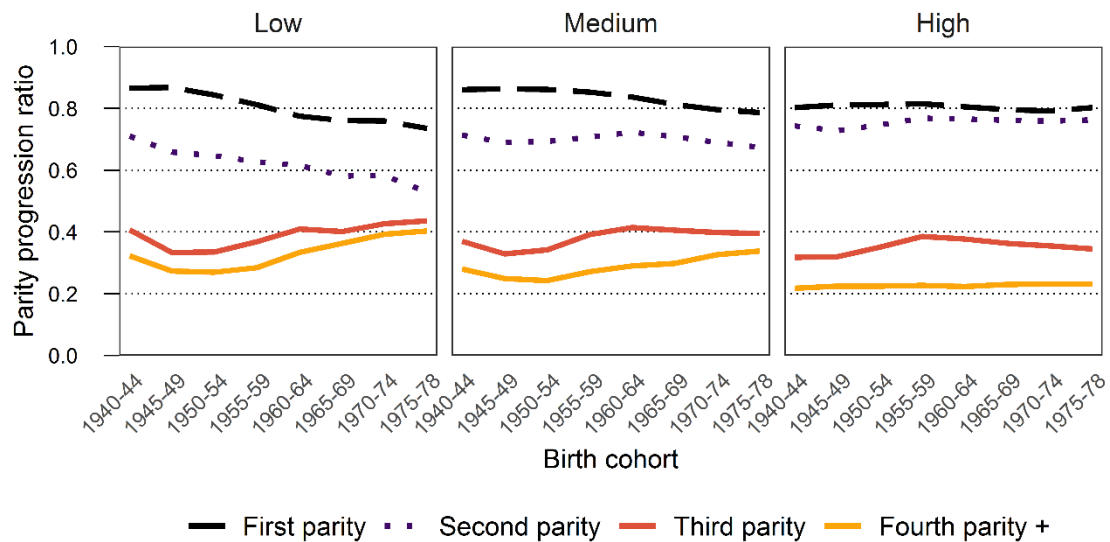 Low Medium High
Parity progression ratio
1.0
0.8
0.6
0.4
0.2
0.0
1940-44 1945-49 1950-54 1955-59 1960-64 1965-69 1970-74 1975-78
1940-44 1945-49 1950-54 1955-59 1960-64 1965-69 1970-74 1975-78
1940-44 1945-49 1950-54 1955-59 1960-64 1965-69 1970-74 1975-78
Birth cohort
First parity Second parity Third parity Fourth parity +